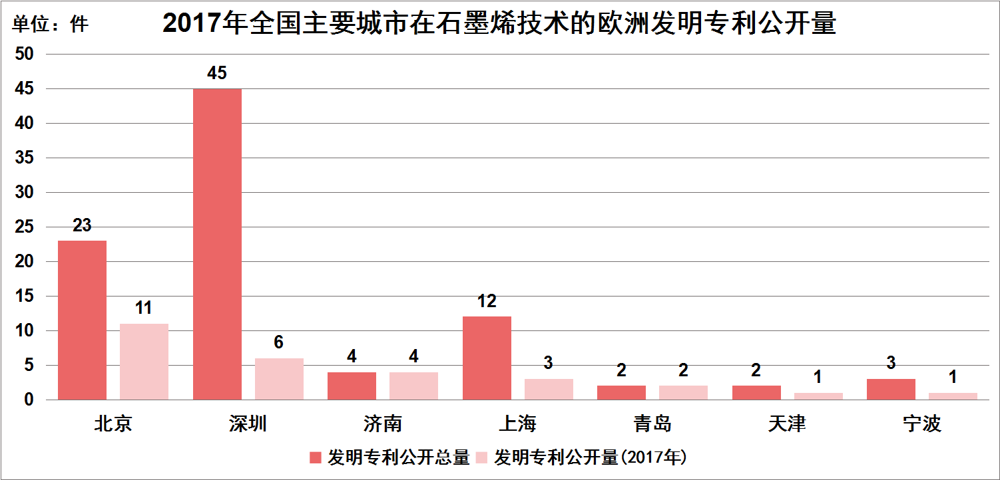 单位：件
2017年全国主要城市在石墨烯技术的欧洲发明专利公开量
50
45
40
35
30
25
20
15
10
5
0
23
11
45
6
4
4
12
3
2
2
2
1
3
1
北京
深圳
济南
上海
青岛
天津
宁波
发明专利公开总量
发明专利公开量(2017年)